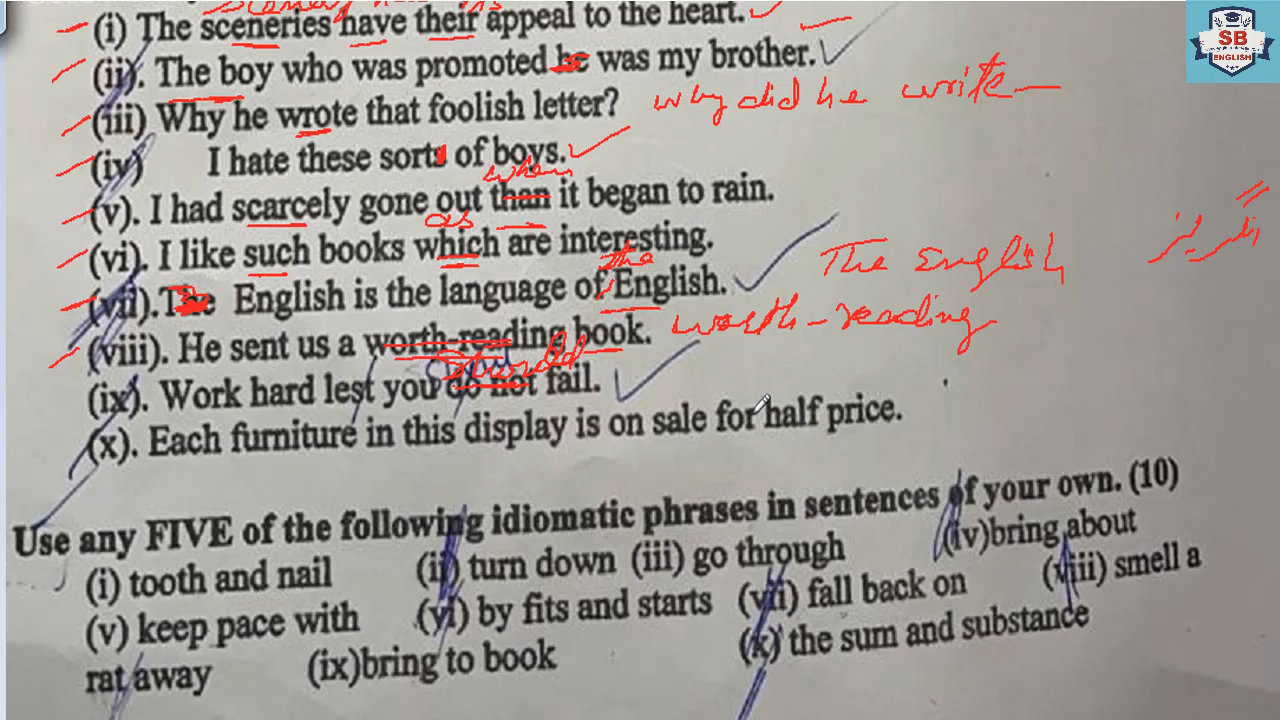 SB
ENGLISH
(i) The sceneries have their appeal to the heart.
(ii). The boy who was promoted he was my brother.
(iii) Why he wrote that foolish letter? why did he write
(iv) I hate these sorts of boys.
when
(v). I had scarcely gone out than it began to rain.
as
(vi). I like such books which are interesting.
the
(vii). The English is the language of English. The English
(viii). He sent us a worth-reading book. worth-reading
should
(ix). Work hard lest you do not fail.
(x). Each furniture in this display is on sale for half price.
Use any FIVE of the following idiomatic phrases in sentences of your own. (10)
(i) tooth and nail (ii) turn down (iii) go through (iv)bring about
(v) keep pace with (vi) by fits and starts (vii) fall back on (viii) smell a
rat away (ix)bring to book (x) the sum and substance